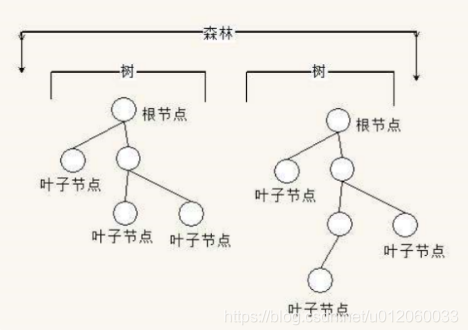 森林
树 树
根节点
根节点
叶子节点
叶子节点
叶子节点 叶子节点
叶子节点
叶子节点
https://blog.csdn.net/u012060033